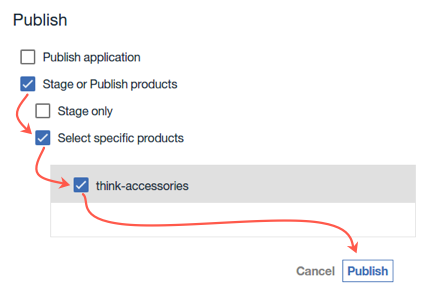 Publish
Publish application
Stage or Publish products
Stage only
Select specific products
think-accessories
Cancel Publish